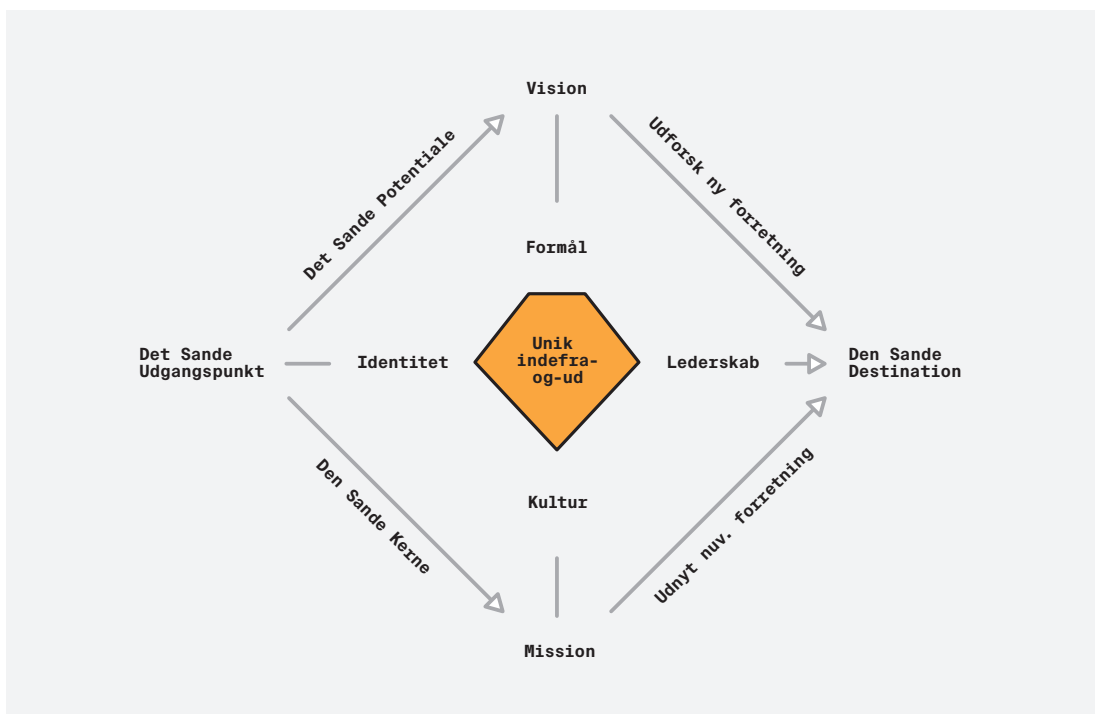 Vision
Det Sande Potentiale
Udforsk ny forretning
Formål
Det Sande
Udgangspunkt
Identitet
Unik
indefra-
og-ud
Lederskab
Den Sande
Destination
Kultur
Den Sande Kerne
Udnyt nuv. forretning
Mission